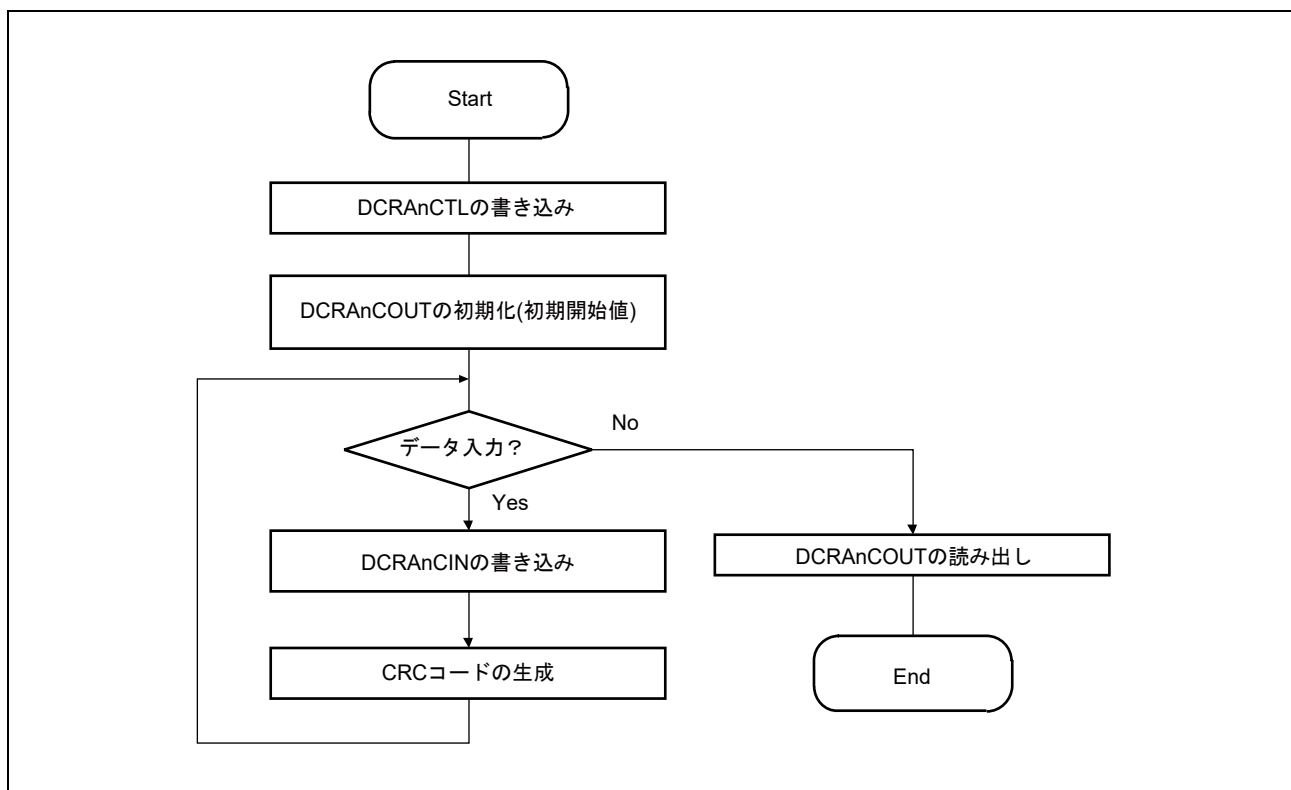 Start
DCRAnCTLの書き込み
DCRAnCOUTの初期化(初期開始値)
データ入力？
No
Yes
DCRAnCINの書き込み
DCRAnCOUTの読み出し
CRCコードの生成
End